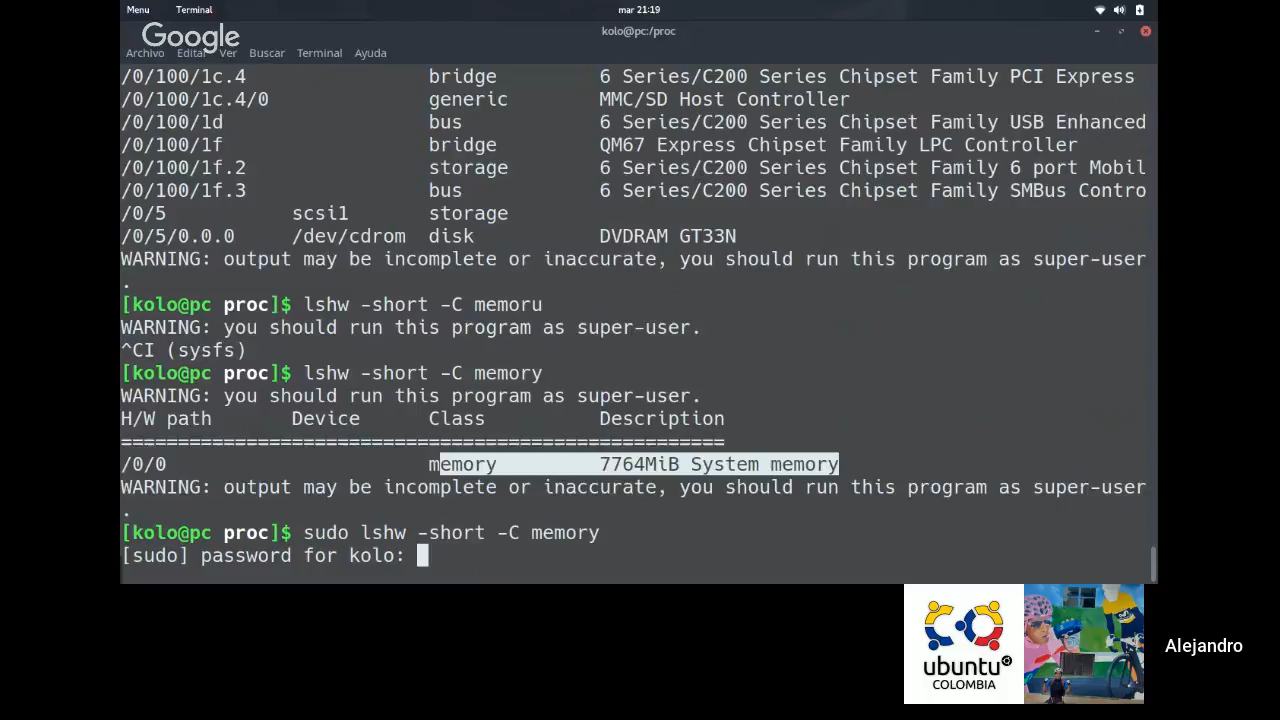 Menu Terminal mar 21:19
kolo@pc:/proc
Google
Archivo Editar Ver Buscar Terminal Ayuda
/0/100/1c.4 bridge 6 Series/C200 Series Chipset Family PCI Express
/0/100/1c.4/0 generic MMC/SD Host Controller
/0/100/1d bus 6 Series/C200 Series Chipset Family USB Enhanced
/0/100/1f bridge QM67 Express Chipset Family LPC Controller
/0/100/1f.2 storage 6 Series/C200 Series Chipset Family 6 port Mobil
/0/100/1f.3 bus 6 Series/C200 Series Chipset Family SMBus Contro
/0/5 scsi1 storage
/0/5/0.0.0 /dev/cdrom disk DVDRAM GT33N
WARNING: output may be incomplete or inaccurate, you should run this program as super-user
.
[kolo@pc proc]$ lshw -short -C memoru
WARNING: you should run this program as super-user.
^CI (sysfs)
[kolo@pc proc]$ lshw -short -C memory
WARNING: you should run this program as super-user.
H/W path Device Class Description
=====================================================
/0/0 memory 7764MiB System memory
WARNING: output may be incomplete or inaccurate, you should run this program as super-user
.
[kolo@pc proc]$ sudo lshw -short -C memory
[sudo] password for kolo:
ubuntu
COLOMBIA
Alejandro